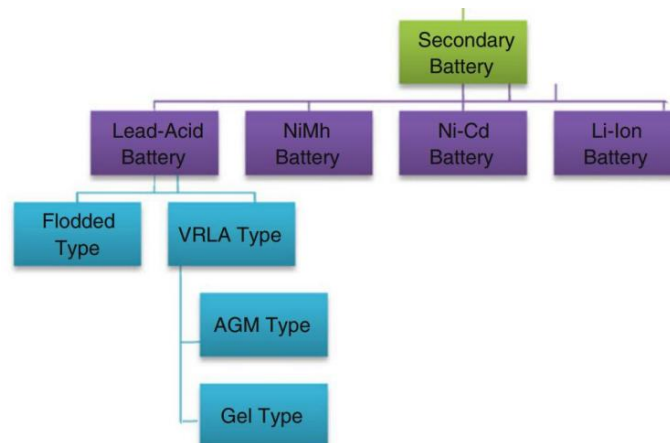 Secondary
Battery
Lead-Acid
Battery
NiMh
Battery
Ni-Cd
Battery
Li-Ion
Battery
Flodded
Type
VRLA Type
AGM Type
Gel Type